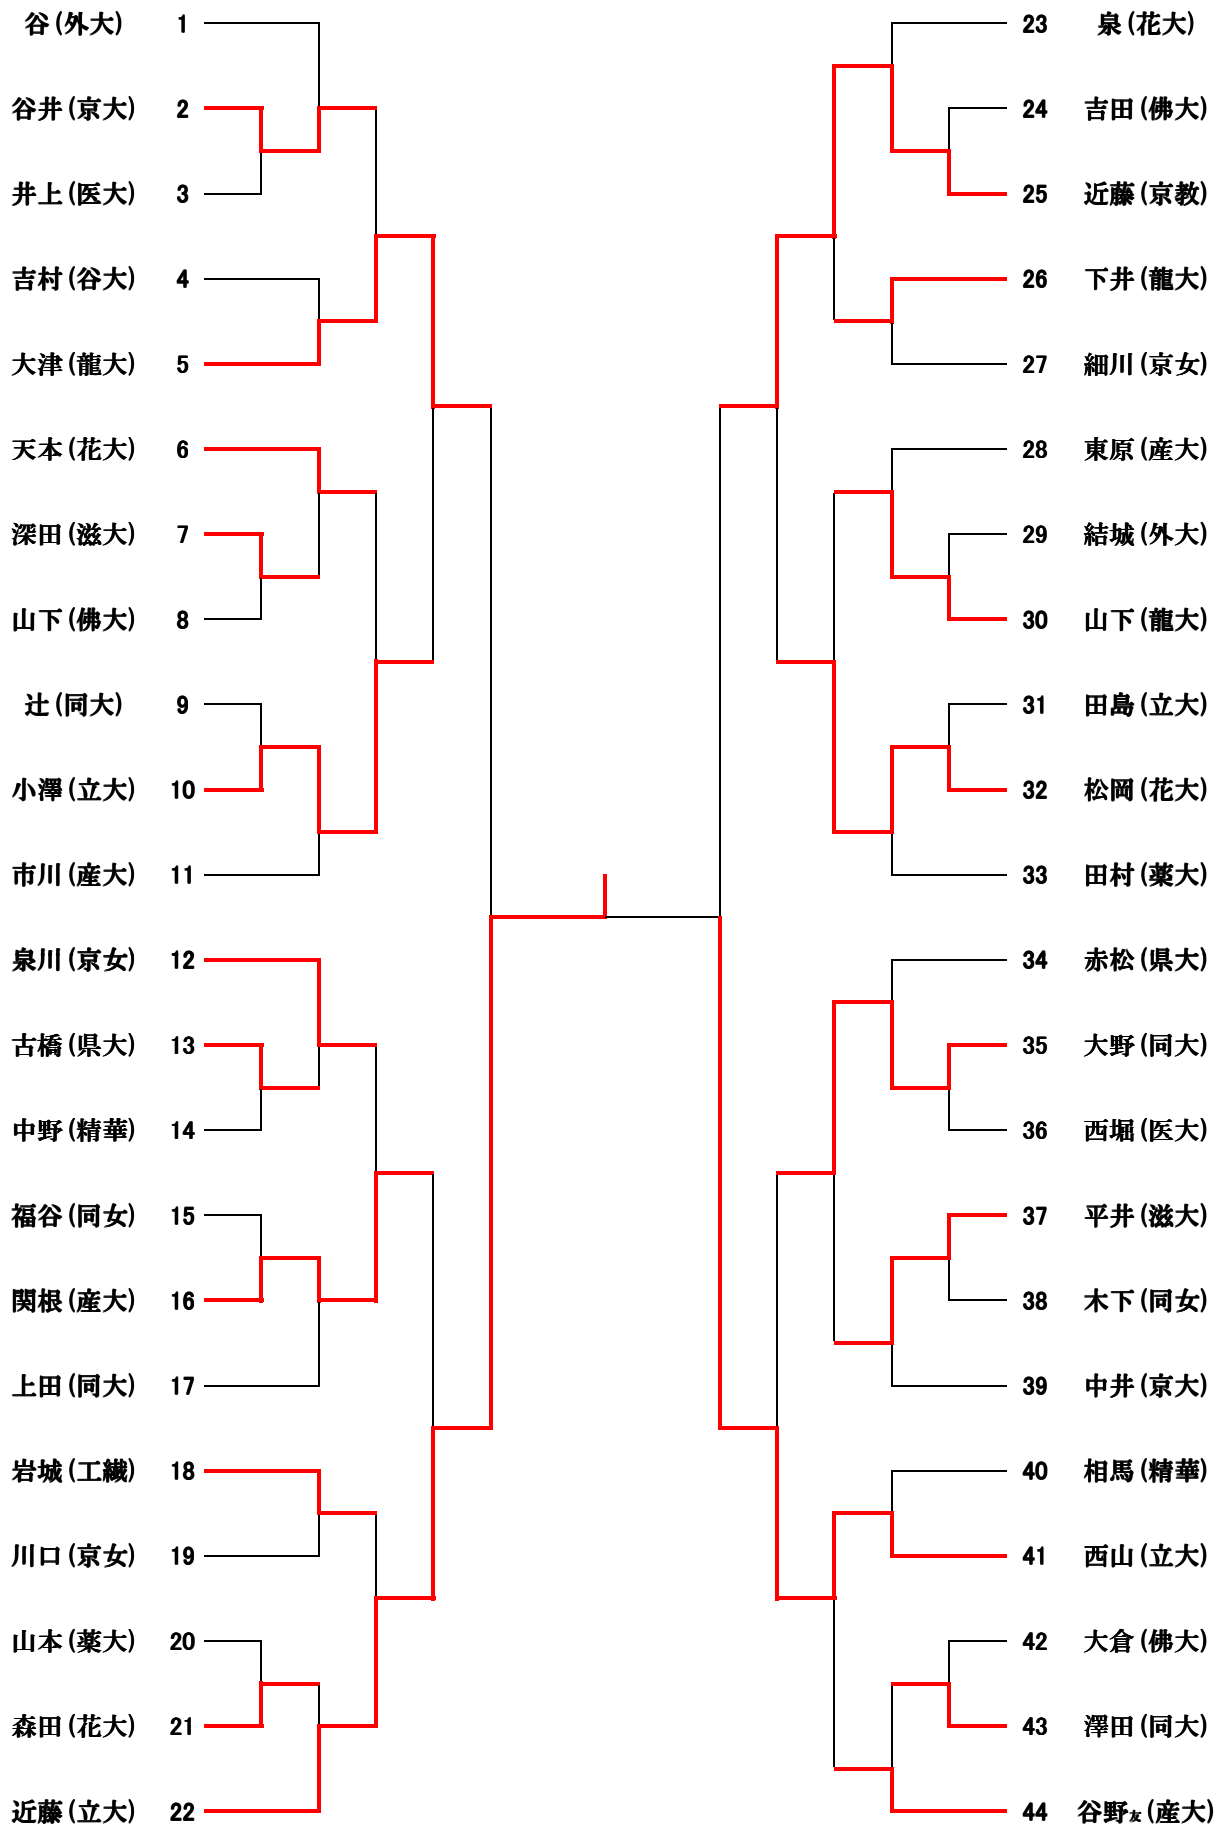 谷(外大) 1
谷井(京大) 2
井上(医大) 3
吉村(谷大) 4
大津(龍大) 5
天本(花大) 6
深田(滋大) 7
山下(佛大) 8
辻(同大) 9
小澤(立大) 10
市川(産大) 11
泉川(京女) 12
古橋(県大) 13
中野(精華) 14
福谷(同女) 15
関根(産大) 16
上田(同大) 17
岩城(工繊) 18
川口(京女) 19
山本(薬大) 20
森田(花大) 21
近藤(立大) 22
23 泉(花大)
24 吉田(佛大)
25 近藤(京教)
26 下井(龍大)
27 細川(京女)
28 東原(産大)
29 結城(外大)
30 山下(龍大)
31 田島(立大)
32 松岡(花大)
33 田村(薬大)
34 赤松(県大)
35 大野(同大)
36 西堀(医大)
37 平井(滋大)
38 木下(同女)
39 中井(京大)
40 相馬(精華)
41 西山(立大)
42 大倉(佛大)
43 澤田(同大)
44 谷野友(産大)